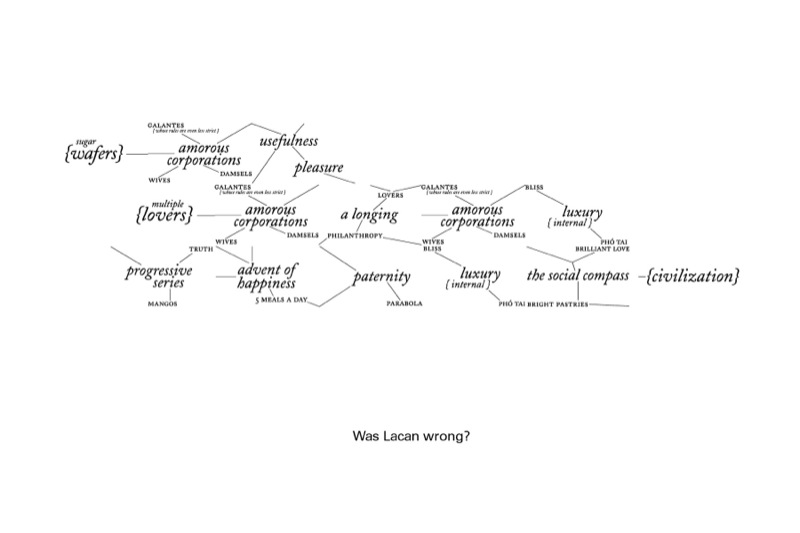 GALANTES
{whose rules are even less strict}
usefulness
sugar
{wafers}
amorous
corporations
WIVES
DAMSELS
pleasure
GALANTES
{whose rules are even less strict}
LOVERS
GALANTES
{whose rules are even less strict}
BLISS
multiple
{lovers}
amorous
corporations
a longing
amorous
corporations
luxury
{internal}
WIVES
DAMSELS
PHILANTHROPY
WIVES
DAMSELS
PHÓ TAI
BRILLIANT LOVE
TRUTH
BLISS
progressive
series
advent of
happiness
paternity
luxury
{internal}
the social compass
{civilization}
MANGOS
5 MEALS A DAY
PARABOLA
PHÓ TAI BRIGHT PASTRIES
Was Lacan wrong?